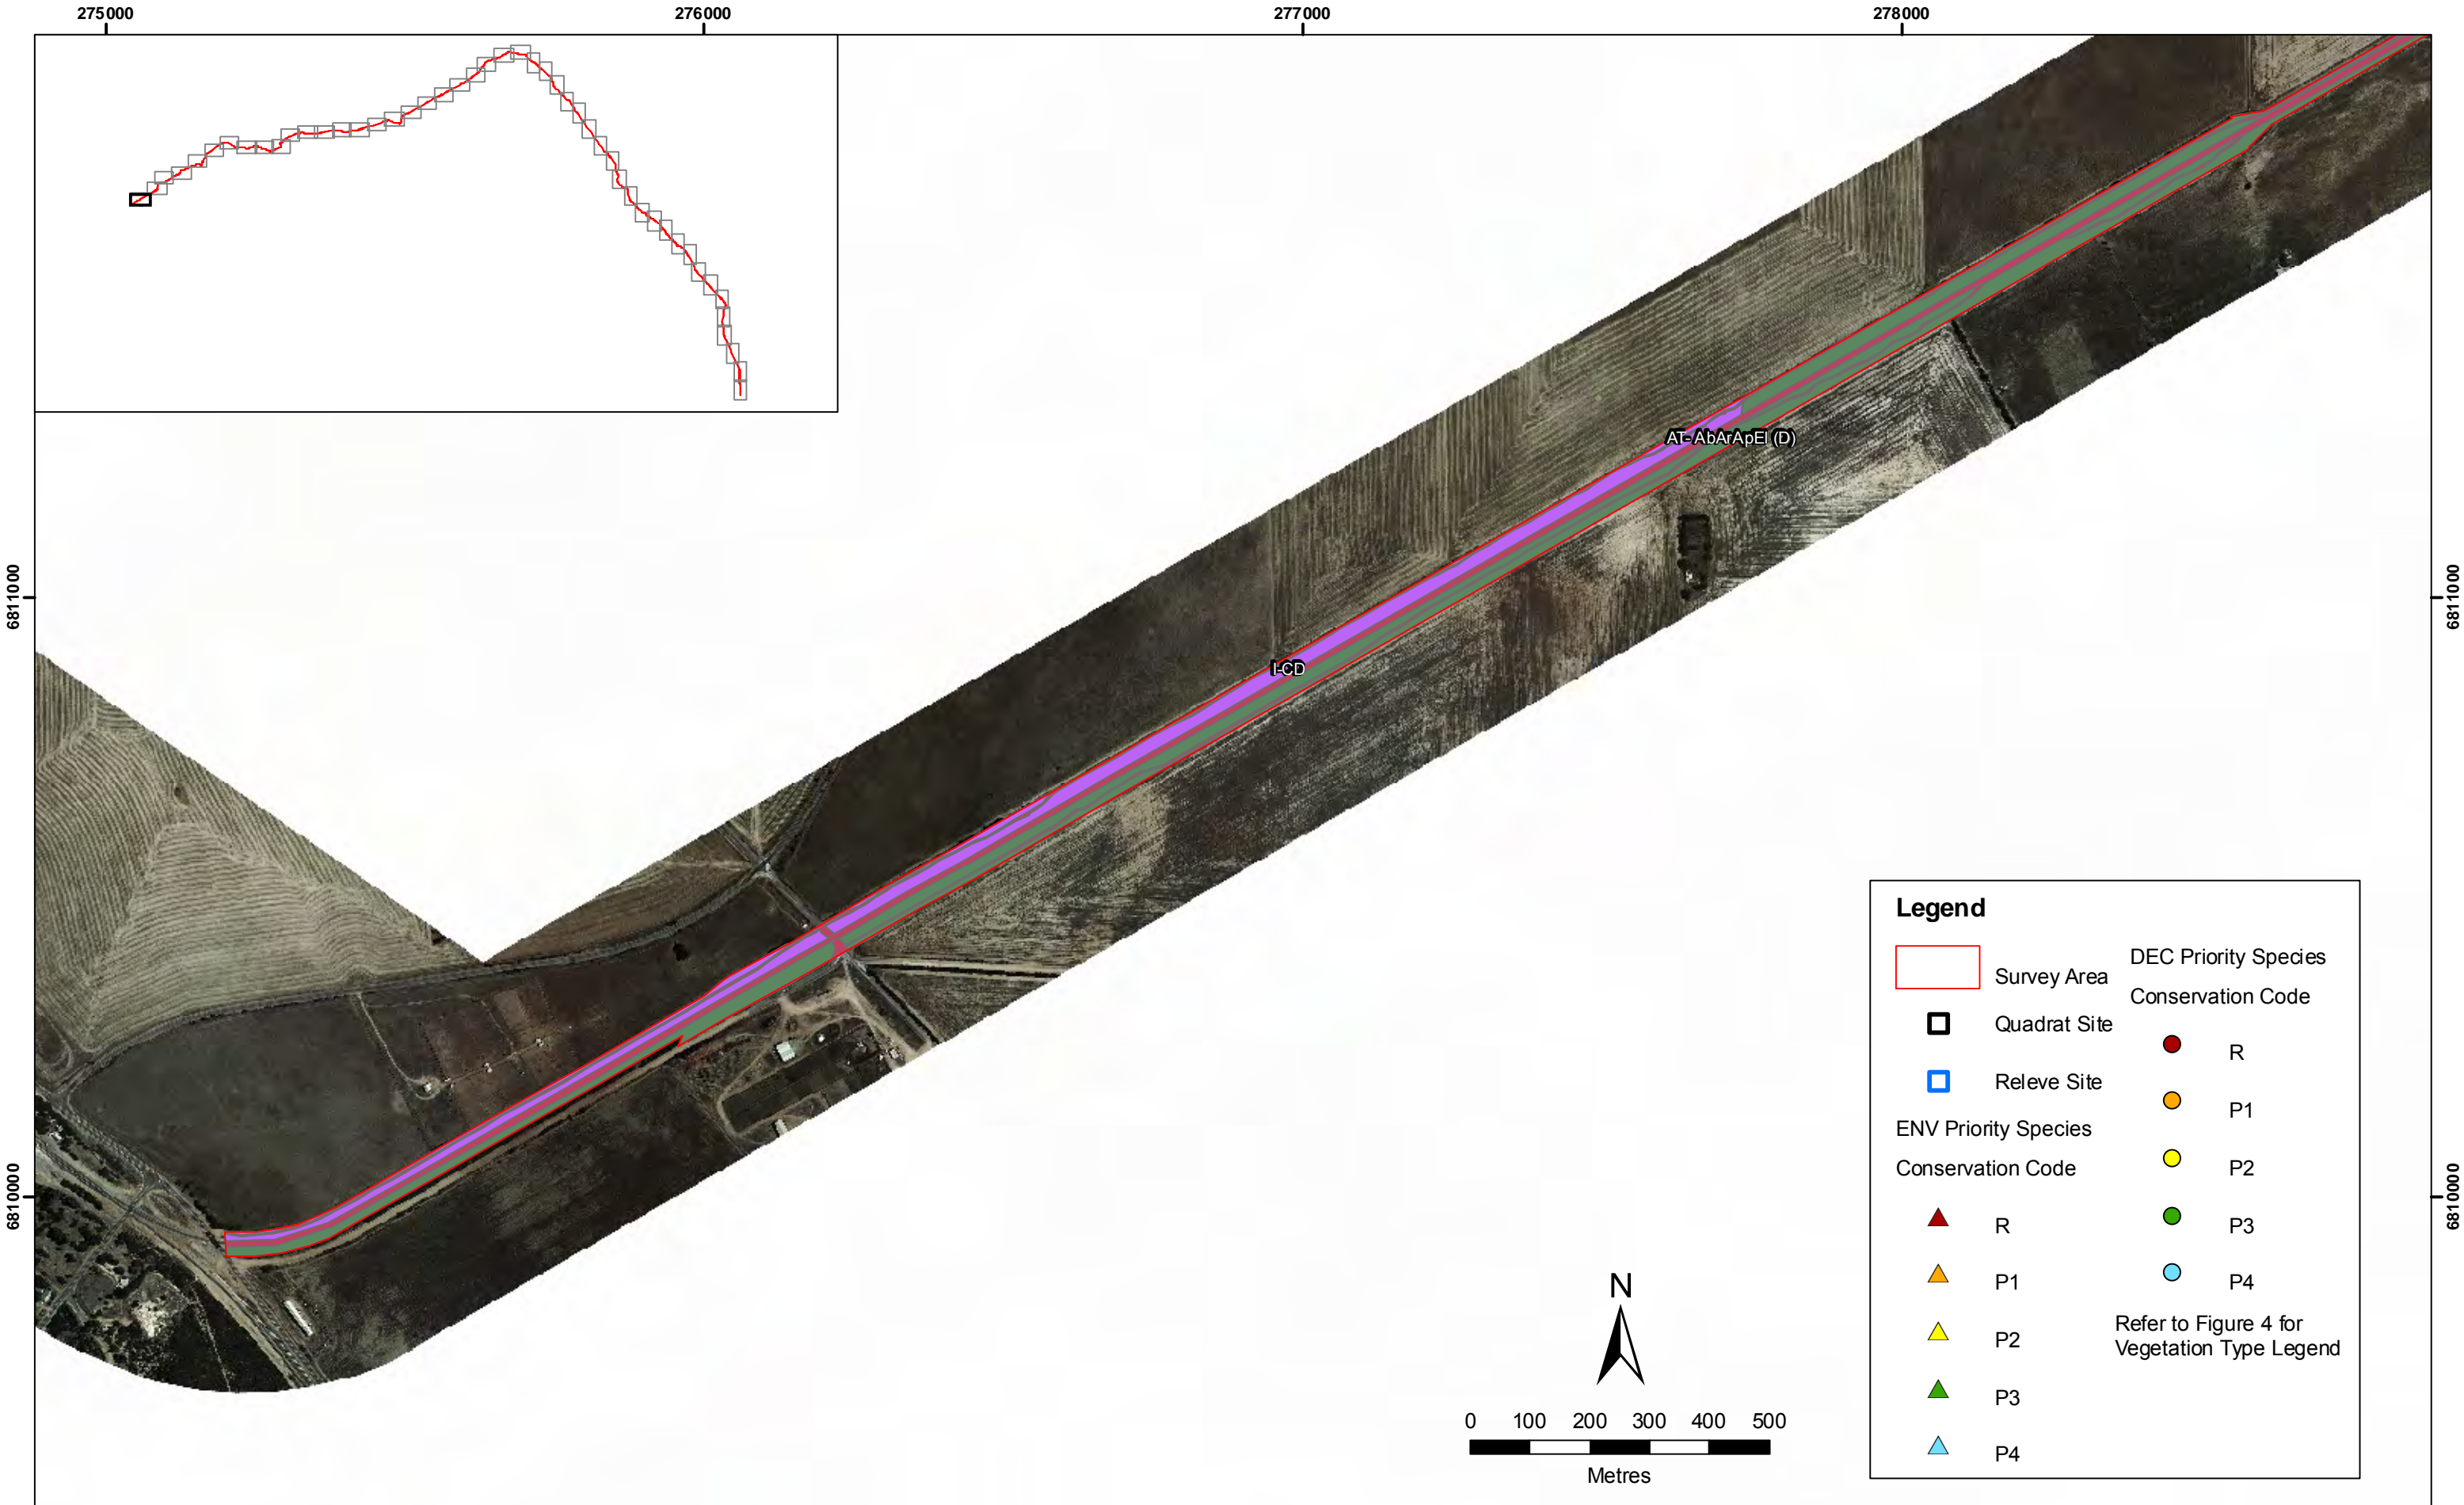 275000 276000 277000 278000
AT- AbArApEl (D)
6811000 6811000
I-CD
Legend
Survey Area
Quadrat Site
Releve Site
ENV Priority Species
Conservation Code
R
P1
P2
P3
P4
DEC Priority Species
Conservation Code
R
P1
P2
P3
P4
Refer to Figure 4 for
Vegetation Type Legend
6810000 6810000
N
0 100 200 300 400 500
Metres